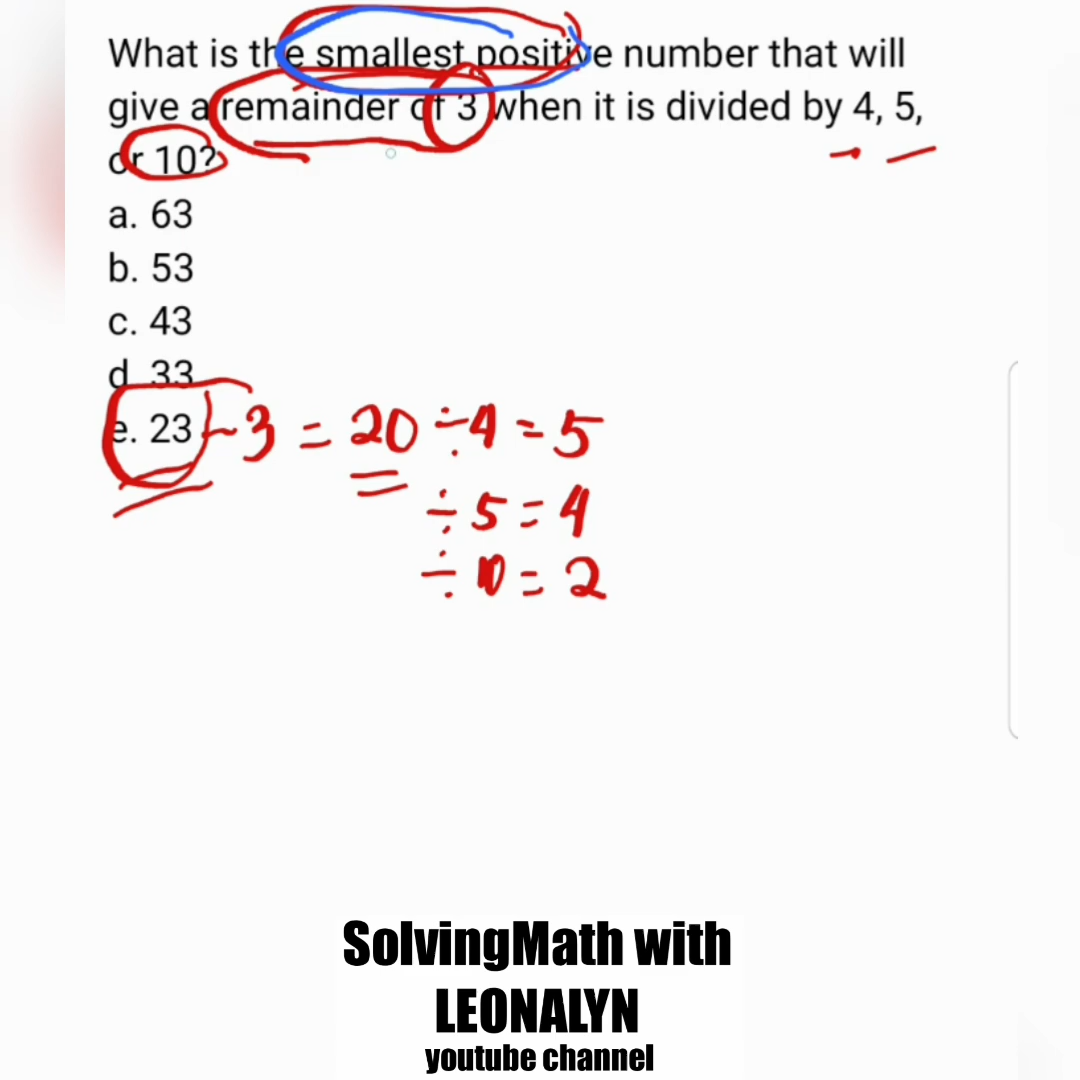 What is the smallest positive number that will
give a remainder of 3 when it is divided by 4, 5,
or 10?
a. 63
b. 53
c. 43
d. 33
e. 23 - 3 = 20 ÷ 4 = 5
÷ 5 = 4
÷ 10 = 2
SolvingMath with
LEONALYN
youtube channel